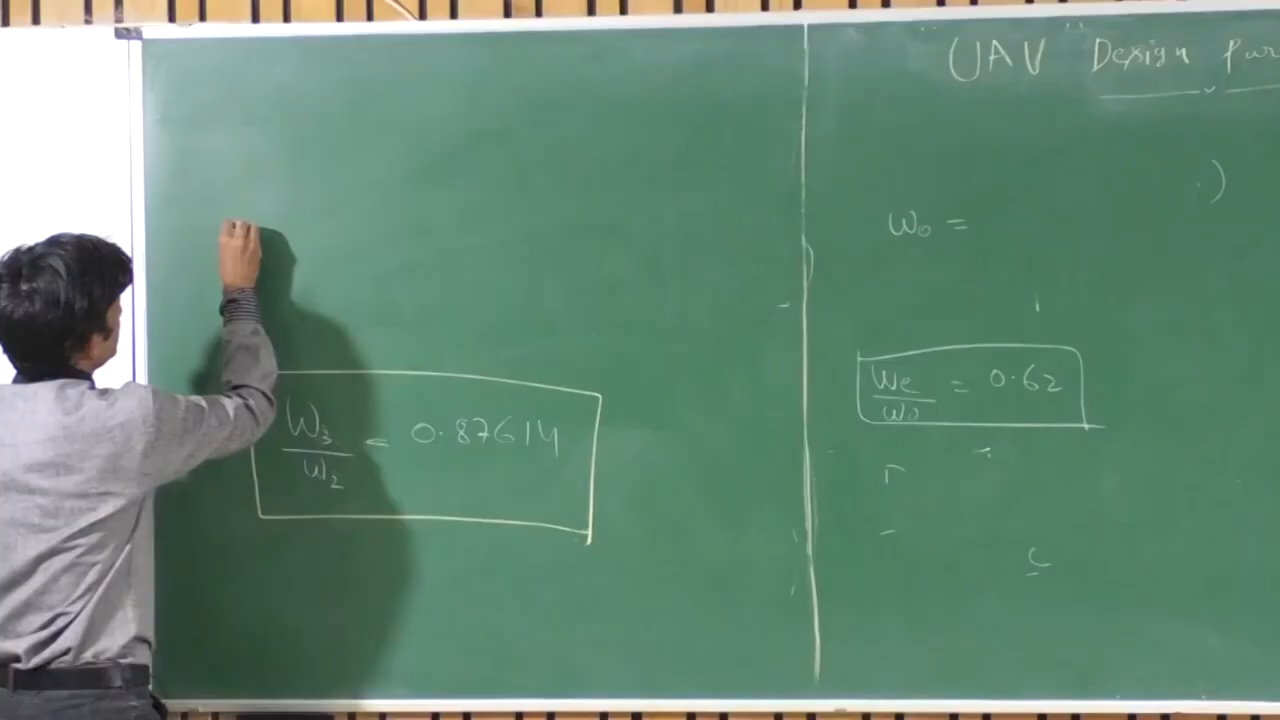 W₃/W₂ = 0.87614
"UAV" Design Par
W₀ =
We/W₀ = 0.62